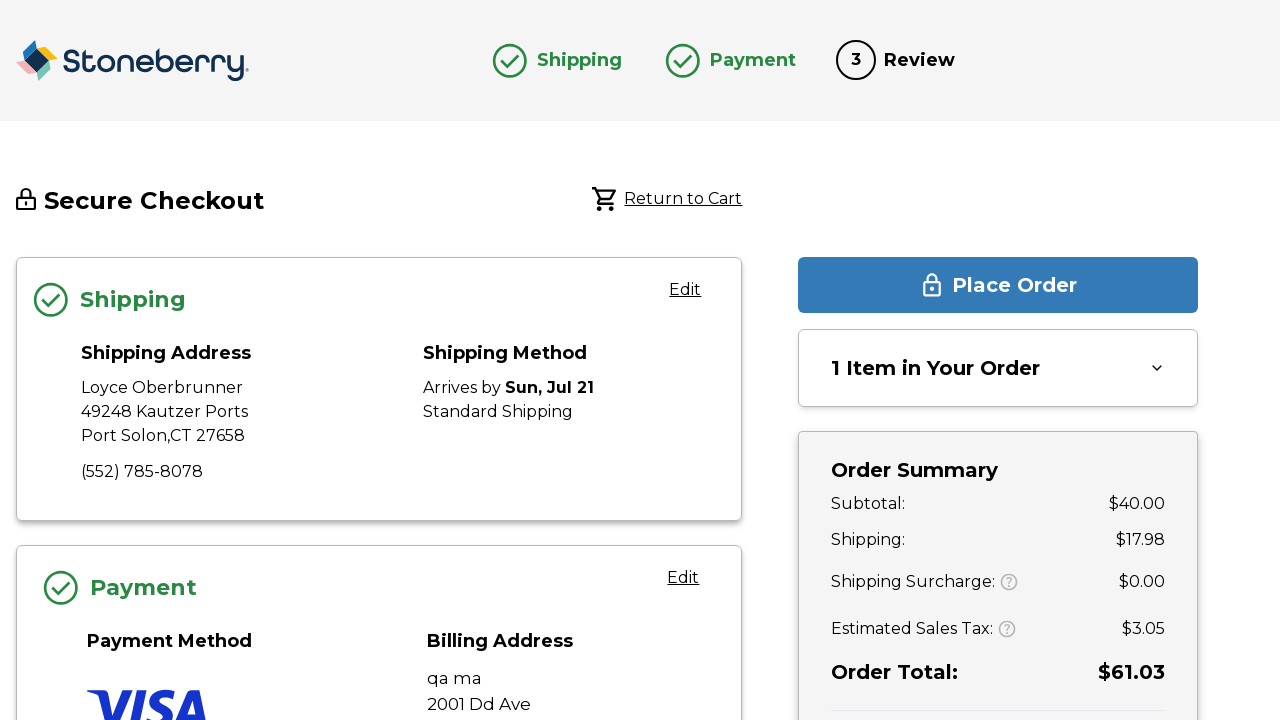 Stoneberry
Shipping
Payment
3
Review
Secure Checkout
Return to Cart
Shipping
Edit
Shipping Address
Loyce Oberbrunner
49248 Kautzer Ports
Port Solon,CT 27658
(552) 785-8078
Shipping Method
Arrives by Sun, Jul 21
Standard Shipping
Payment
Edit
Payment Method
VISA
Billing Address
qa ma
2001 Dd Ave
Place Order
1 Item in Your Order
Order Summary
Subtotal: $40.00
Shipping: $17.98
Shipping Surcharge: ? $0.00
Estimated Sales Tax: ? $3.05
Order Total: $61.03